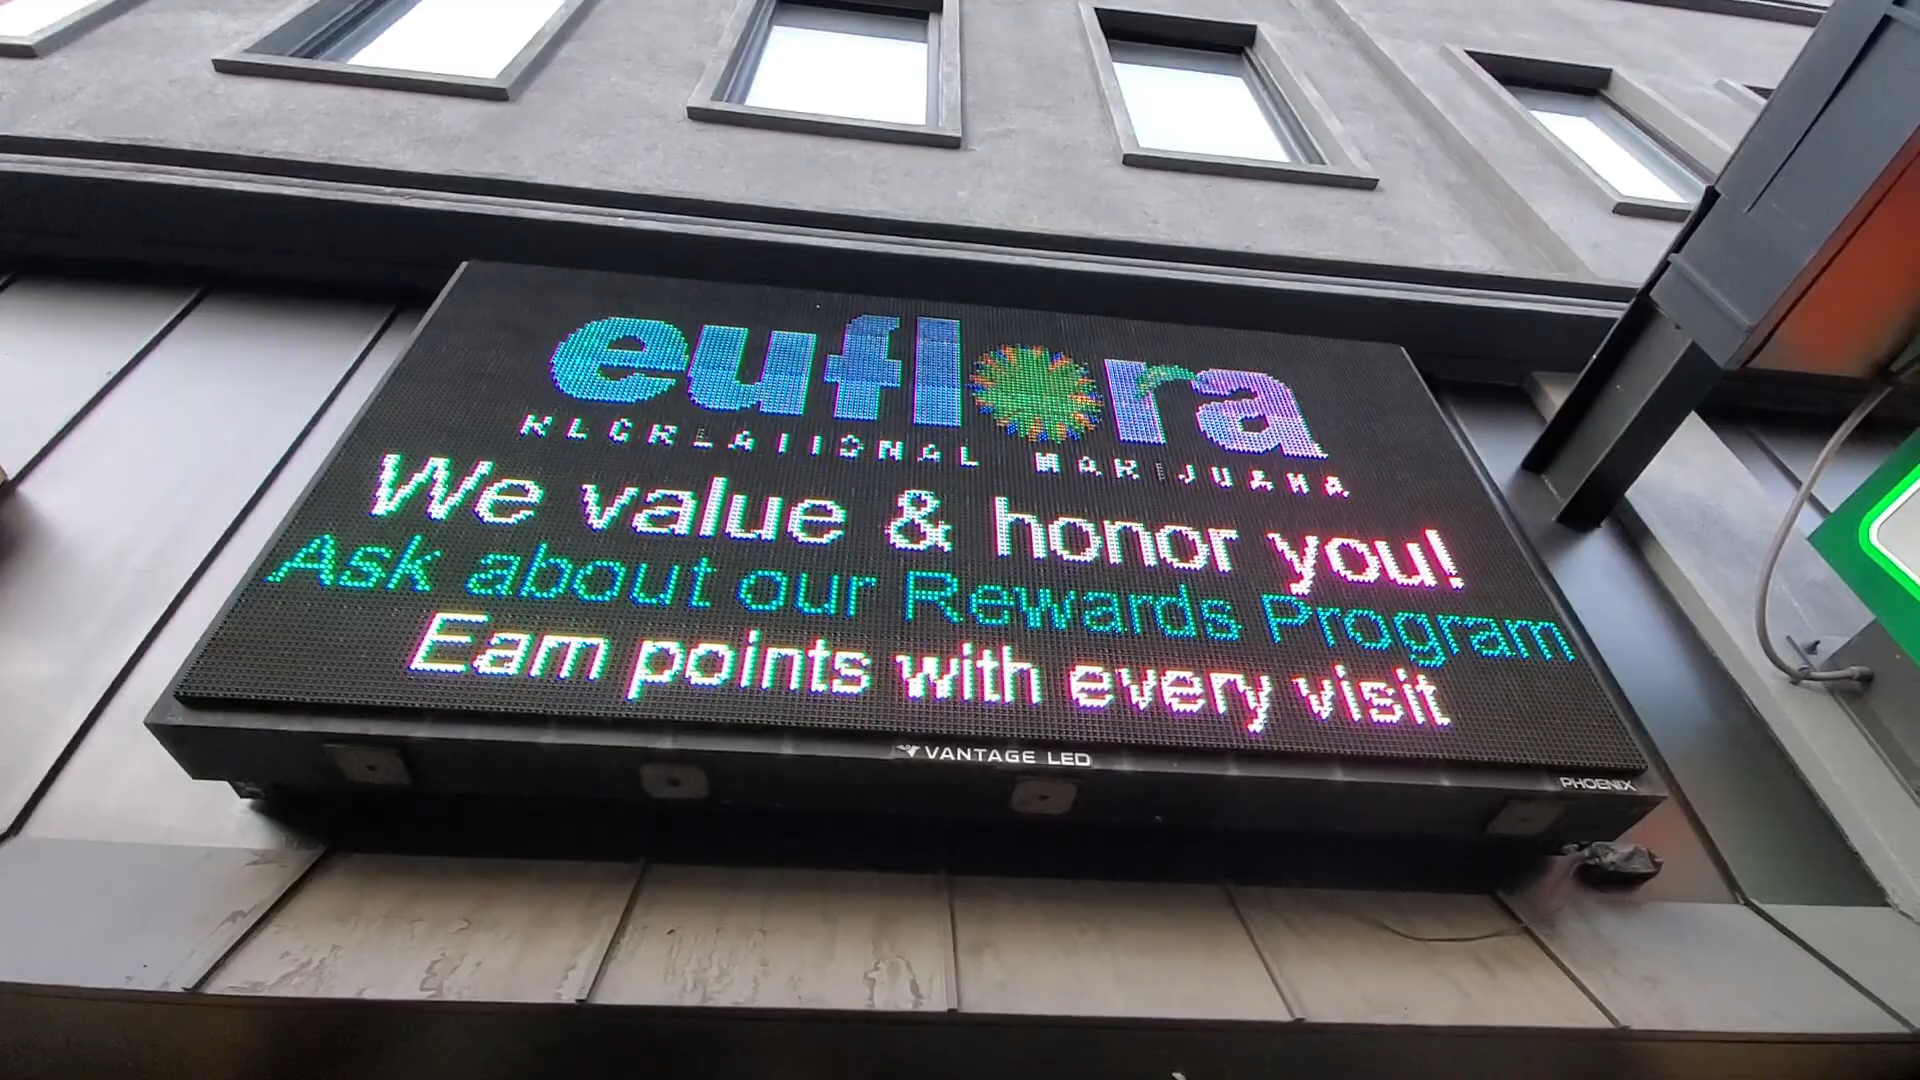 euflora
RECREATIONAL MARIJUANA
We value & honor you!
Ask about our Rewards Program
Earn points with every visit
VANTAGE LED
PHOENIX